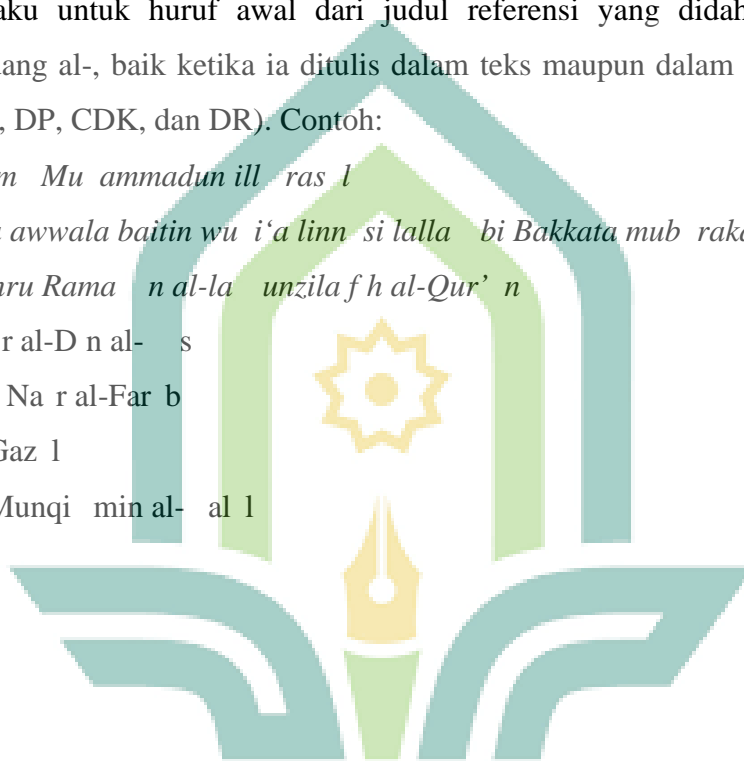 aku untuk huruf awal dari judul referensi yang didah
ang al-, baik ketika ia ditulis dalam teks maupun dalam
, DP, CDK, dan DR). Contoh:
m Mu ammadun ill ras l
awwala baitin wu i‘a linn si lalla bi Bakkata mub raka
ru Rama n al-la unzila f h al-Qur’ n
r al-D n al- s
Na r al-Far b
Gaz l
Munqi min al- al l